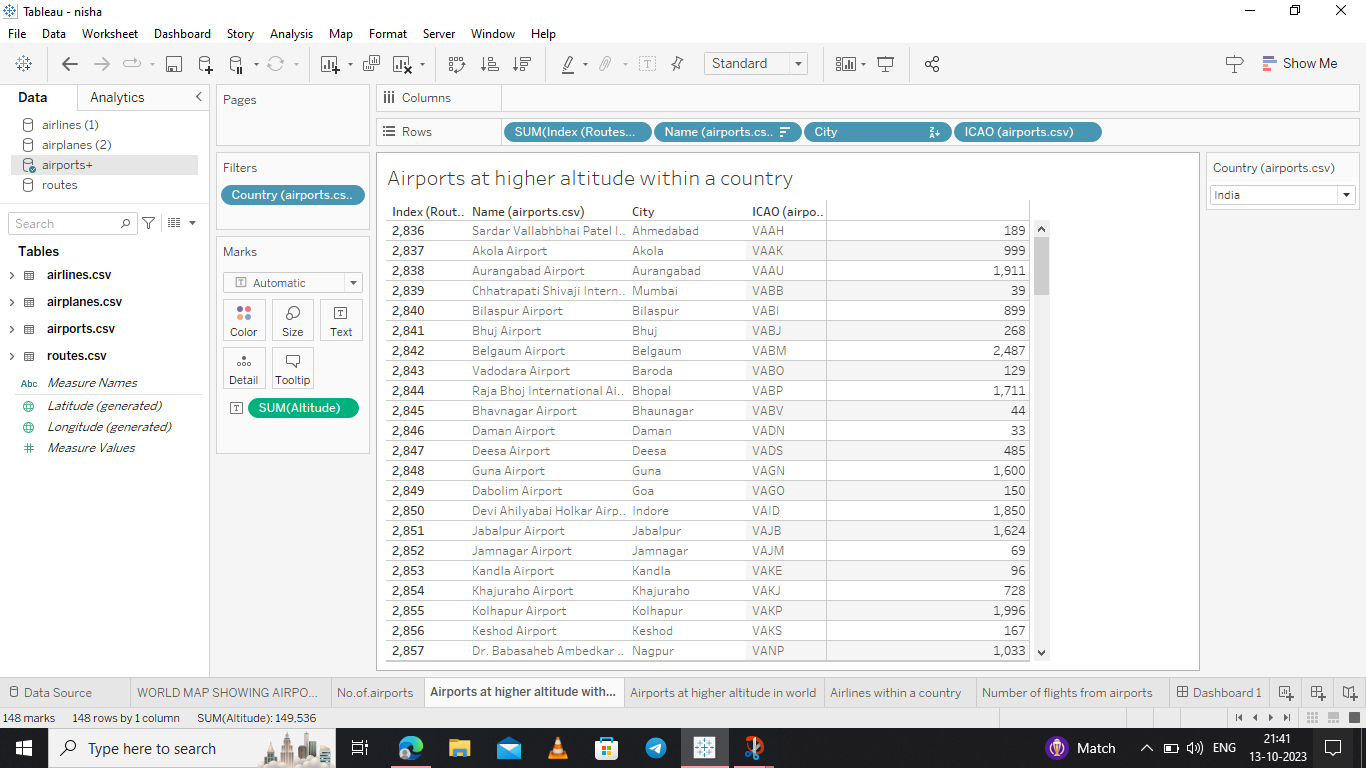 Tableau - nisha
File Data Worksheet Dashboard Story Analysis Map Format Server Window Help
Standard
Show Me
Data Analytics
airlines (1)
airplanes (2)
airports+
routes
Search
Tables
airlines.csv
airplanes.csv
airports.csv
routes.csv
Abc Measure Names
Latitude (generated)
Longitude (generated)
# Measure Values
Pages
Filters
Country (airports.cs..
Marks
T Automatic
Color Size Text
Detail Tooltip
T SUM(Altitude)
Columns
Rows SUM(Index (Routes... Name (airports.cs.. City ICAO (airports.csv)
Airports at higher altitude within a country
Index (Rout.. Name (airports.csv) City ICAO (airpo..
2,836 Sardar Vallabhbhai Patel I.. Ahmedabad VAAH 189
2,837 Akola Airport Akola VAAK 999
2,838 Aurangabad Airport Aurangabad VAAU 1,911
2,839 Chhatrapati Shivaji Intern.. Mumbai VABB 39
2,840 Bilaspur Airport Bilaspur VABI 899
2,841 Bhuj Airport Bhuj VABJ 268
2,842 Belgaum Airport Belgaum VABM 2,487
2,843 Vadodara Airport Baroda VABO 129
2,844 Raja Bhoj International Ai.. Bhopal VABP 1,711
2,845 Bhavnagar Airport Bhaunagar VABV 44
2,846 Daman Airport Daman VADN 33
2,847 Deesa Airport Deesa VADS 485
2,848 Guna Airport Guna VAGN 1,600
2,849 Dabolim Airport Goa VAGO 150
2,850 Devi Ahilyabai Holkar Airp.. Indore VAID 1,850
2,851 Jabalpur Airport Jabalpur VAJB 1,624
2,852 Jamnagar Airport Jamnagar VAJM 69
2,853 Kandla Airport Kandla VAKE 96
2,854 Khajuraho Airport Khajuraho VAKJ 728
2,855 Kolhapur Airport Kolhapur VAKP 1,996
2,856 Keshod Airport Keshod VAKS 167
2,857 Dr. Babasaheb Ambedkar .. Nagpur VANP 1,033
Country (airports.csv)
India
Data Source WORLD MAP SHOWING AIRPO... No.of.airports Airports at higher altitude with... Airports at higher altitude in world Airlines within a country Number of flights from airports Dashboard 1
148 marks 148 rows by 1 column SUM(Altitude): 149,536
Type here to search
Match
ENG
21:41
13-10-2023